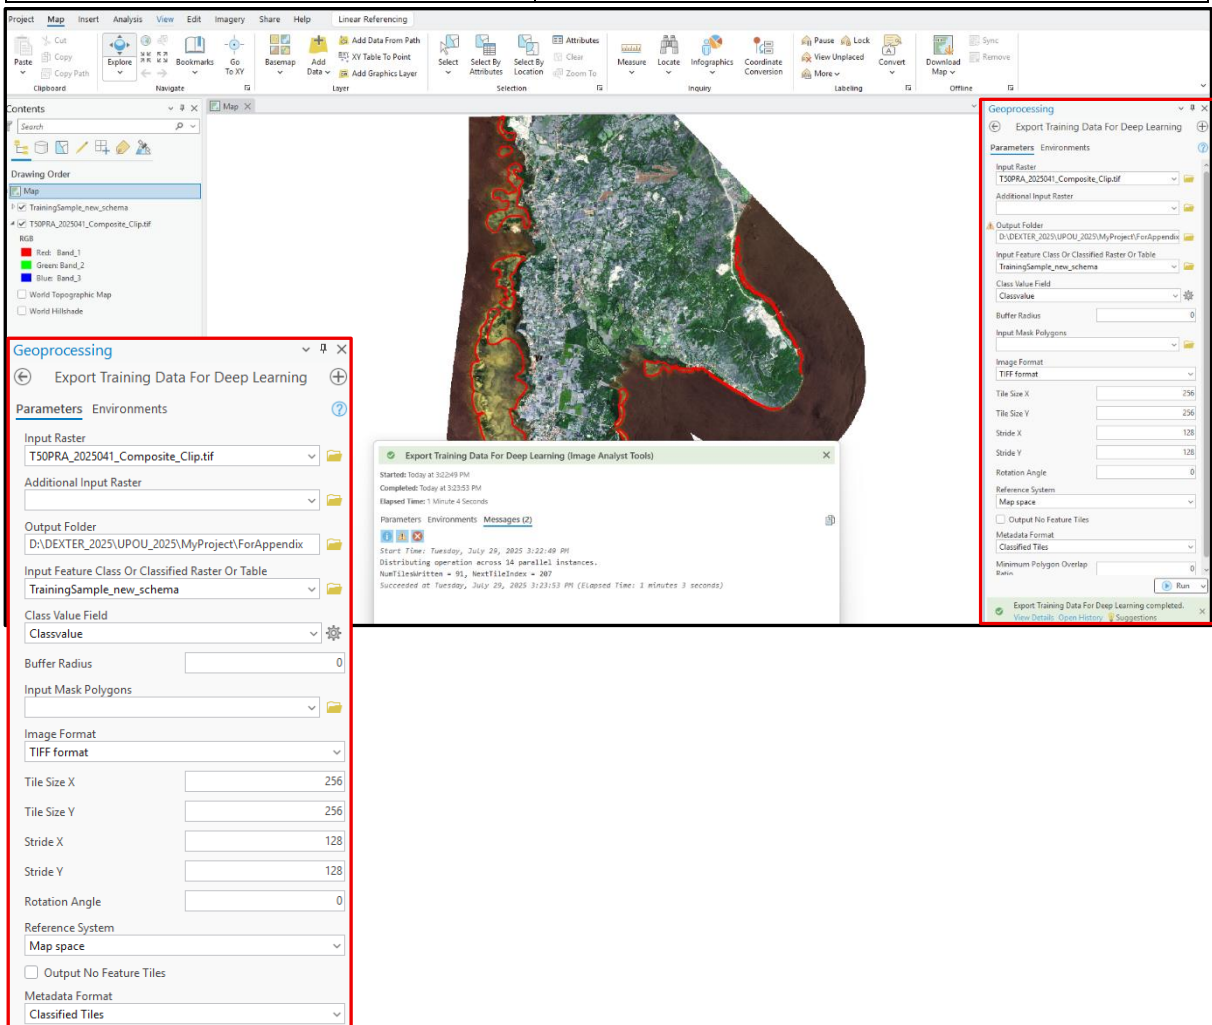 Project Map Insert Analysis View Edit Imagery Share Help Linear Referencing
Paste
Cut
Copy
Copy Path
Clipboard
Explore
Bookmarks
Go To XY
Navigate
Basemap
Add Data
Add Data From Path
XY Table To Point
Add Graphics Layer
Layer
Select
Select By Attributes
Select By Location
Attributes
Clear
Zoom To
Selection
Measure
Locate
Infographics
Coordinate Conversion
Inquiry
Pause
Lock
View Unplaced
More
Convert
Labeling
Download Map
Sync
Remove
Offline
Contents
Search
Drawing Order
Map
TrainingSample_new_schema
T50PRA_2025041_Composite_Clip.tif
RGB
Red: Band_1
Green: Band_2
Blue: Band_3
World Topographic Map
World Hillshade
Map
Geoprocessing
Export Training Data For Deep Learning
Parameters Environments
Input Raster
T50PRA_2025041_Composite_Clip.tif
Additional Input Raster
Output Folder
D:\DEXTER_2025\UPOU_2025\MyProject\ForAppendix
Input Feature Class Or Classified Raster Or Table
TrainingSample_new_schema
Class Value Field
Classvalue
Buffer Radius 0
Input Mask Polygons
Image Format
TIFF format
Tile Size X 256
Tile Size Y 256
Stride X 128
Stride Y 128
Rotation Angle 0
Reference System
Map space
Output No Feature Tiles
Metadata Format
Classified Tiles
Export Training Data For Deep Learning (Image Analyst Tools)
Started: Today at 3:22:49 PM
Completed: Today at 3:23:53 PM
Elapsed Time: 1 Minute 4 Seconds
Parameters Environments Messages (2)
Start Time: Tuesday, July 29, 2025 3:22:49 PM
Distributing operation across 14 parallel instances.
NumTilesWritten = 91, NextTileIndex = 207
Succeeded at Tuesday, July 29, 2025 3:23:53 PM (Elapsed Time: 1 minutes 3 seconds)
Geoprocessing
Export Training Data For Deep Learning
Parameters Environments
Input Raster
T50PRA_2025041_Composite_Clip.tif
Additional Input Raster
Output Folder
D:\DEXTER_2025\UPOU_2025\MyProject\ForAppendix
Input Feature Class Or Classified Raster Or Table
TrainingSample_new_schema
Class Value Field
Classvalue
Buffer Radius 0
Input Mask Polygons
Image Format
TIFF format
Tile Size X 256
Tile Size Y 256
Stride X 128
Stride Y 128
Rotation Angle 0
Reference System
Map space
Output No Feature Tiles
Metadata Format
Classified Tiles
Minimum Polygon Overlap Ratio 0
Run
Export Training Data For Deep Learning completed.
View Details Open History Suggestions